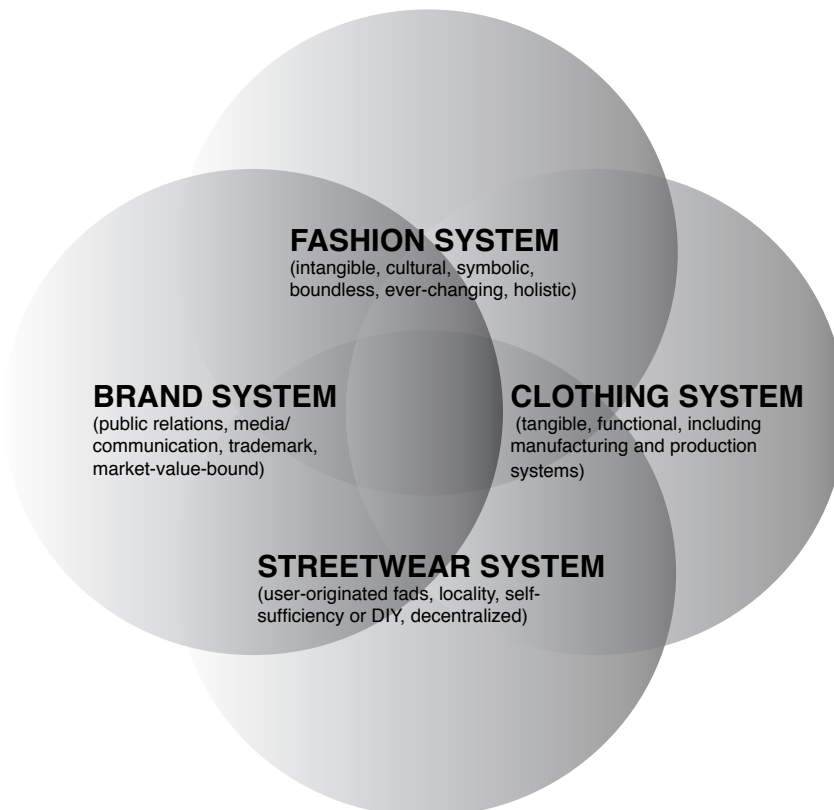 FASHION SYSTEM
(intangible, cultural, symbolic,
boundless, ever-changing, holistic)
BRAND SYSTEM
(public relations, media/
communication, trademark,
market-value-bound)
CLOTHING SYSTEM
(tangible, functional, including
manufacturing and production
systems)
STREETWEAR SYSTEM
(user-originated fads, locality, self-
sufficiency or DIY, decentralized)